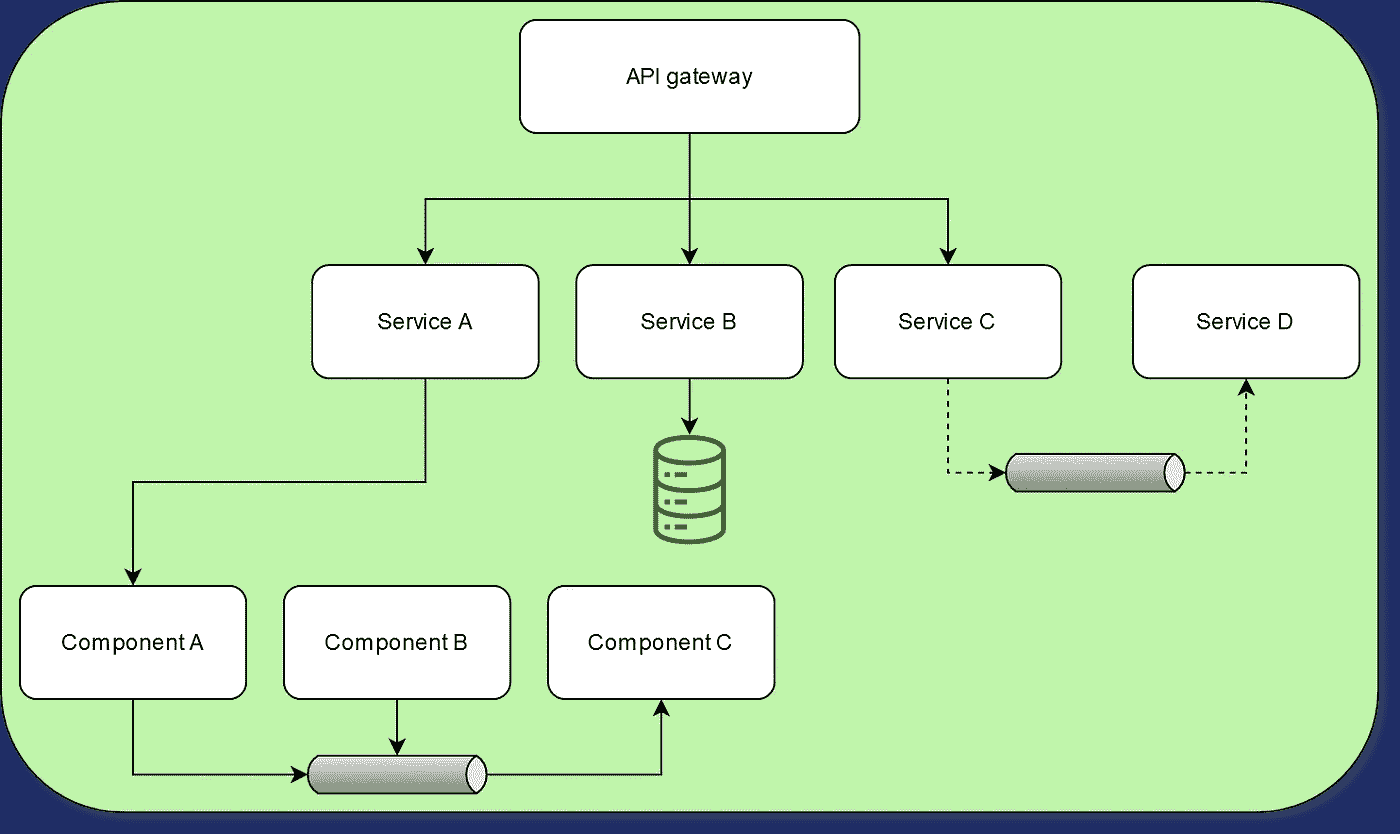 API gateway
Service A
Service B
Service C
Service D
Component A
Component B
Component C